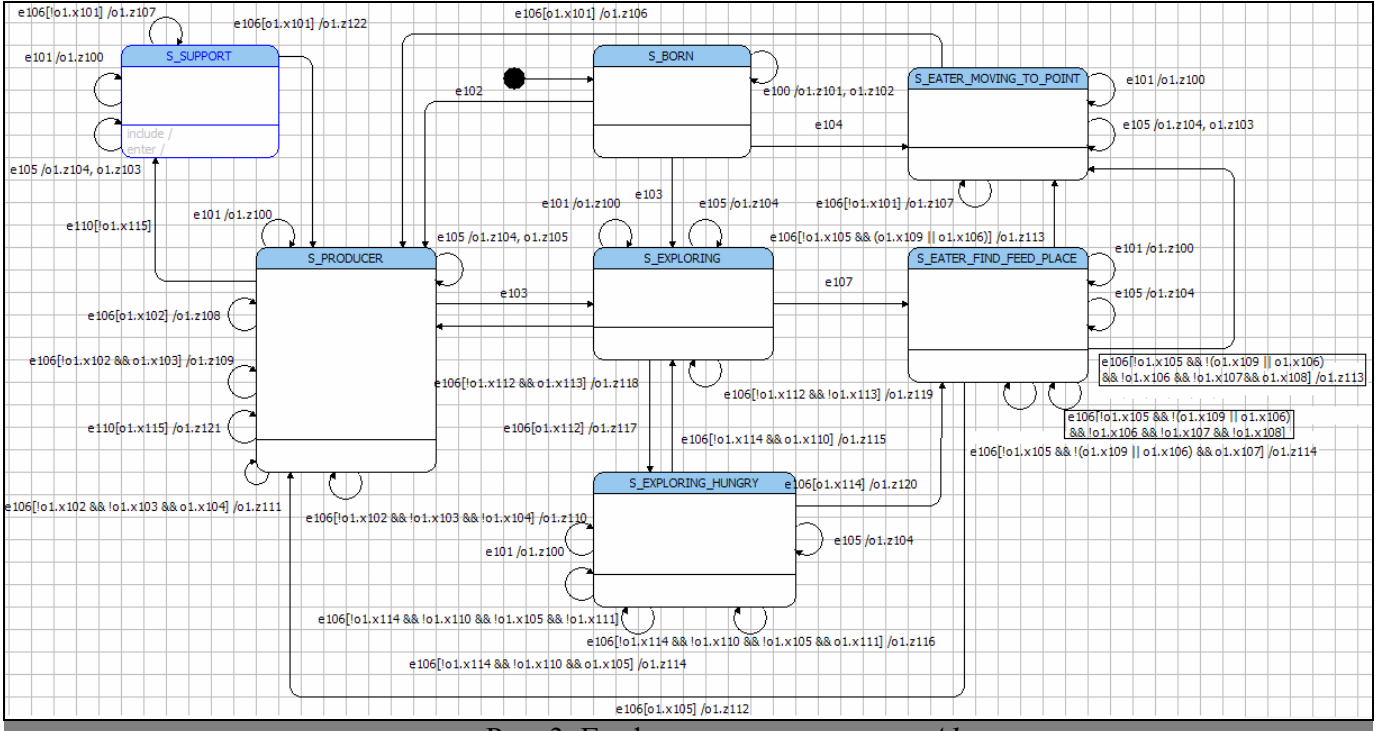 e106[!o1.x101] /o1.z107
e106[o1.x101] /o1.z122
e106[o1.x101] /o1.z106
e101 /o1.z100
S_SUPPORT
S_BORN
S_EATER_MOVING_TO_POINT
e101 /o1.z100
e102
e100 /o1.z101, o1.z102
e104
e105 /o1.z104, o1.z103
include /
enter /
e105 /o1.z104, o1.z103
e103
e101 /o1.z100
e105 /o1.z104
e106[!o1.x101] /o1.z107
e101 /o1.z100
e110[!o1.x115]
e105 /o1.z104, o1.z105
e106[!o1.x105 && (o1.x109 || o1.x106)] /o1.z113
e101 /o1.z100
S_PRODUCER
S_EXPLORING
S_EATER_FIND_FEED_PLACE
e103
e107
e105 /o1.z104
e106[o1.x102] /o1.z108
e106[!o1.x102 && o1.x103] /o1.z109
e106[!o1.x105 && !(o1.x109 || o1.x106)
&& !o1.x106 && !o1.x107&& o1.x108] /o1.z113
e106[!o1.x112 && o1.x113] /o1.z118
e106[!o1.x112 && !o1.x113] /o1.z119
e106[!o1.x105 && !(o1.x109 || o1.x106)
&& !o1.x106 && !o1.x107 && !o1.x108]
e110[o1.x115] /o1.z121
e106[o1.x112] /o1.z117
e106[!o1.x114 && o1.x110] /o1.z115
e106[!o1.x105 && !(o1.x109 || o1.x106) && o1.x107] /o1.z114
S_EXPLORING_HUNGRY
e106[o1.x114] /o1.z120
e106[!o1.x102 && !o1.x103 && o1.x104] /o1.z111
e106[!o1.x102 && !o1.x103 && !o1.x104] /o1.z110
e105 /o1.z104
e101 /o1.z100
e106[!o1.x114 && !o1.x110 && !o1.x105 && !o1.x111]
e106[!o1.x114 && !o1.x110 && !o1.x105 && o1.x111] /o1.z116
e106[!o1.x114 && !o1.x110 && o1.x105] /o1.z114
e106[o1.x105] /o1.z112